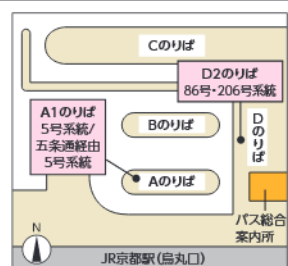 Cのりば
D2のりば
86号・206号系統
A1のりば
5号系統/
五条通経由
5号系統
Bのりば
Dのりば
Aのりば
バス総合
案内所
N
JR京都駅(烏丸口)